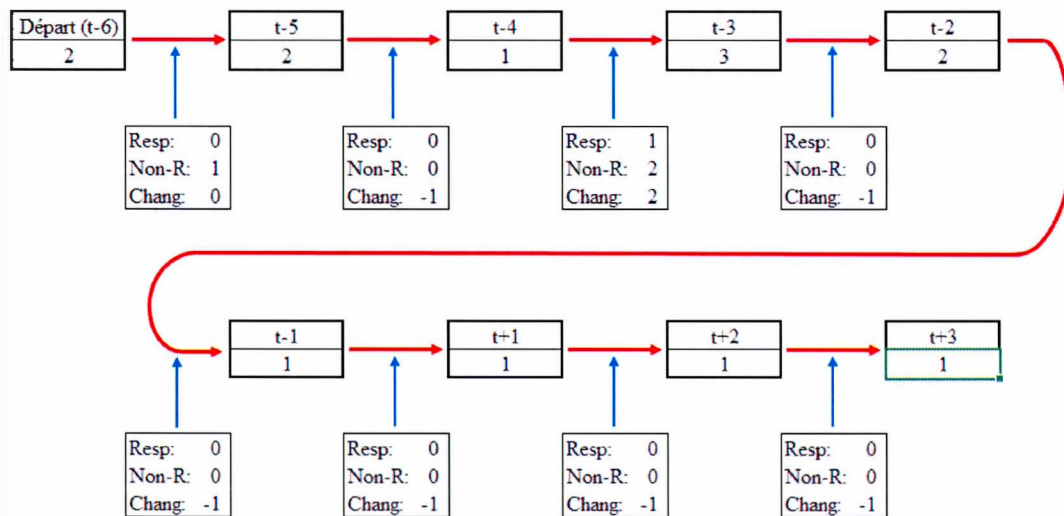 Départ (t-6)
2
t-5
2
t-4
1
t-3
3
t-2
2
Resp: 0
Non-R: 1
Chang: 0
Resp: 0
Non-R: 0
Chang: -1
Resp: 1
Non-R: 2
Chang: 2
Resp: 0
Non-R: 0
Chang: -1
t-1
1
t+1
1
t+2
1
t+3
1
Resp: 0
Non-R: 0
Chang: -1
Resp: 0
Non-R: 0
Chang: -1
Resp: 0
Non-R: 0
Chang: -1
Resp: 0
Non-R: 0
Chang: -1